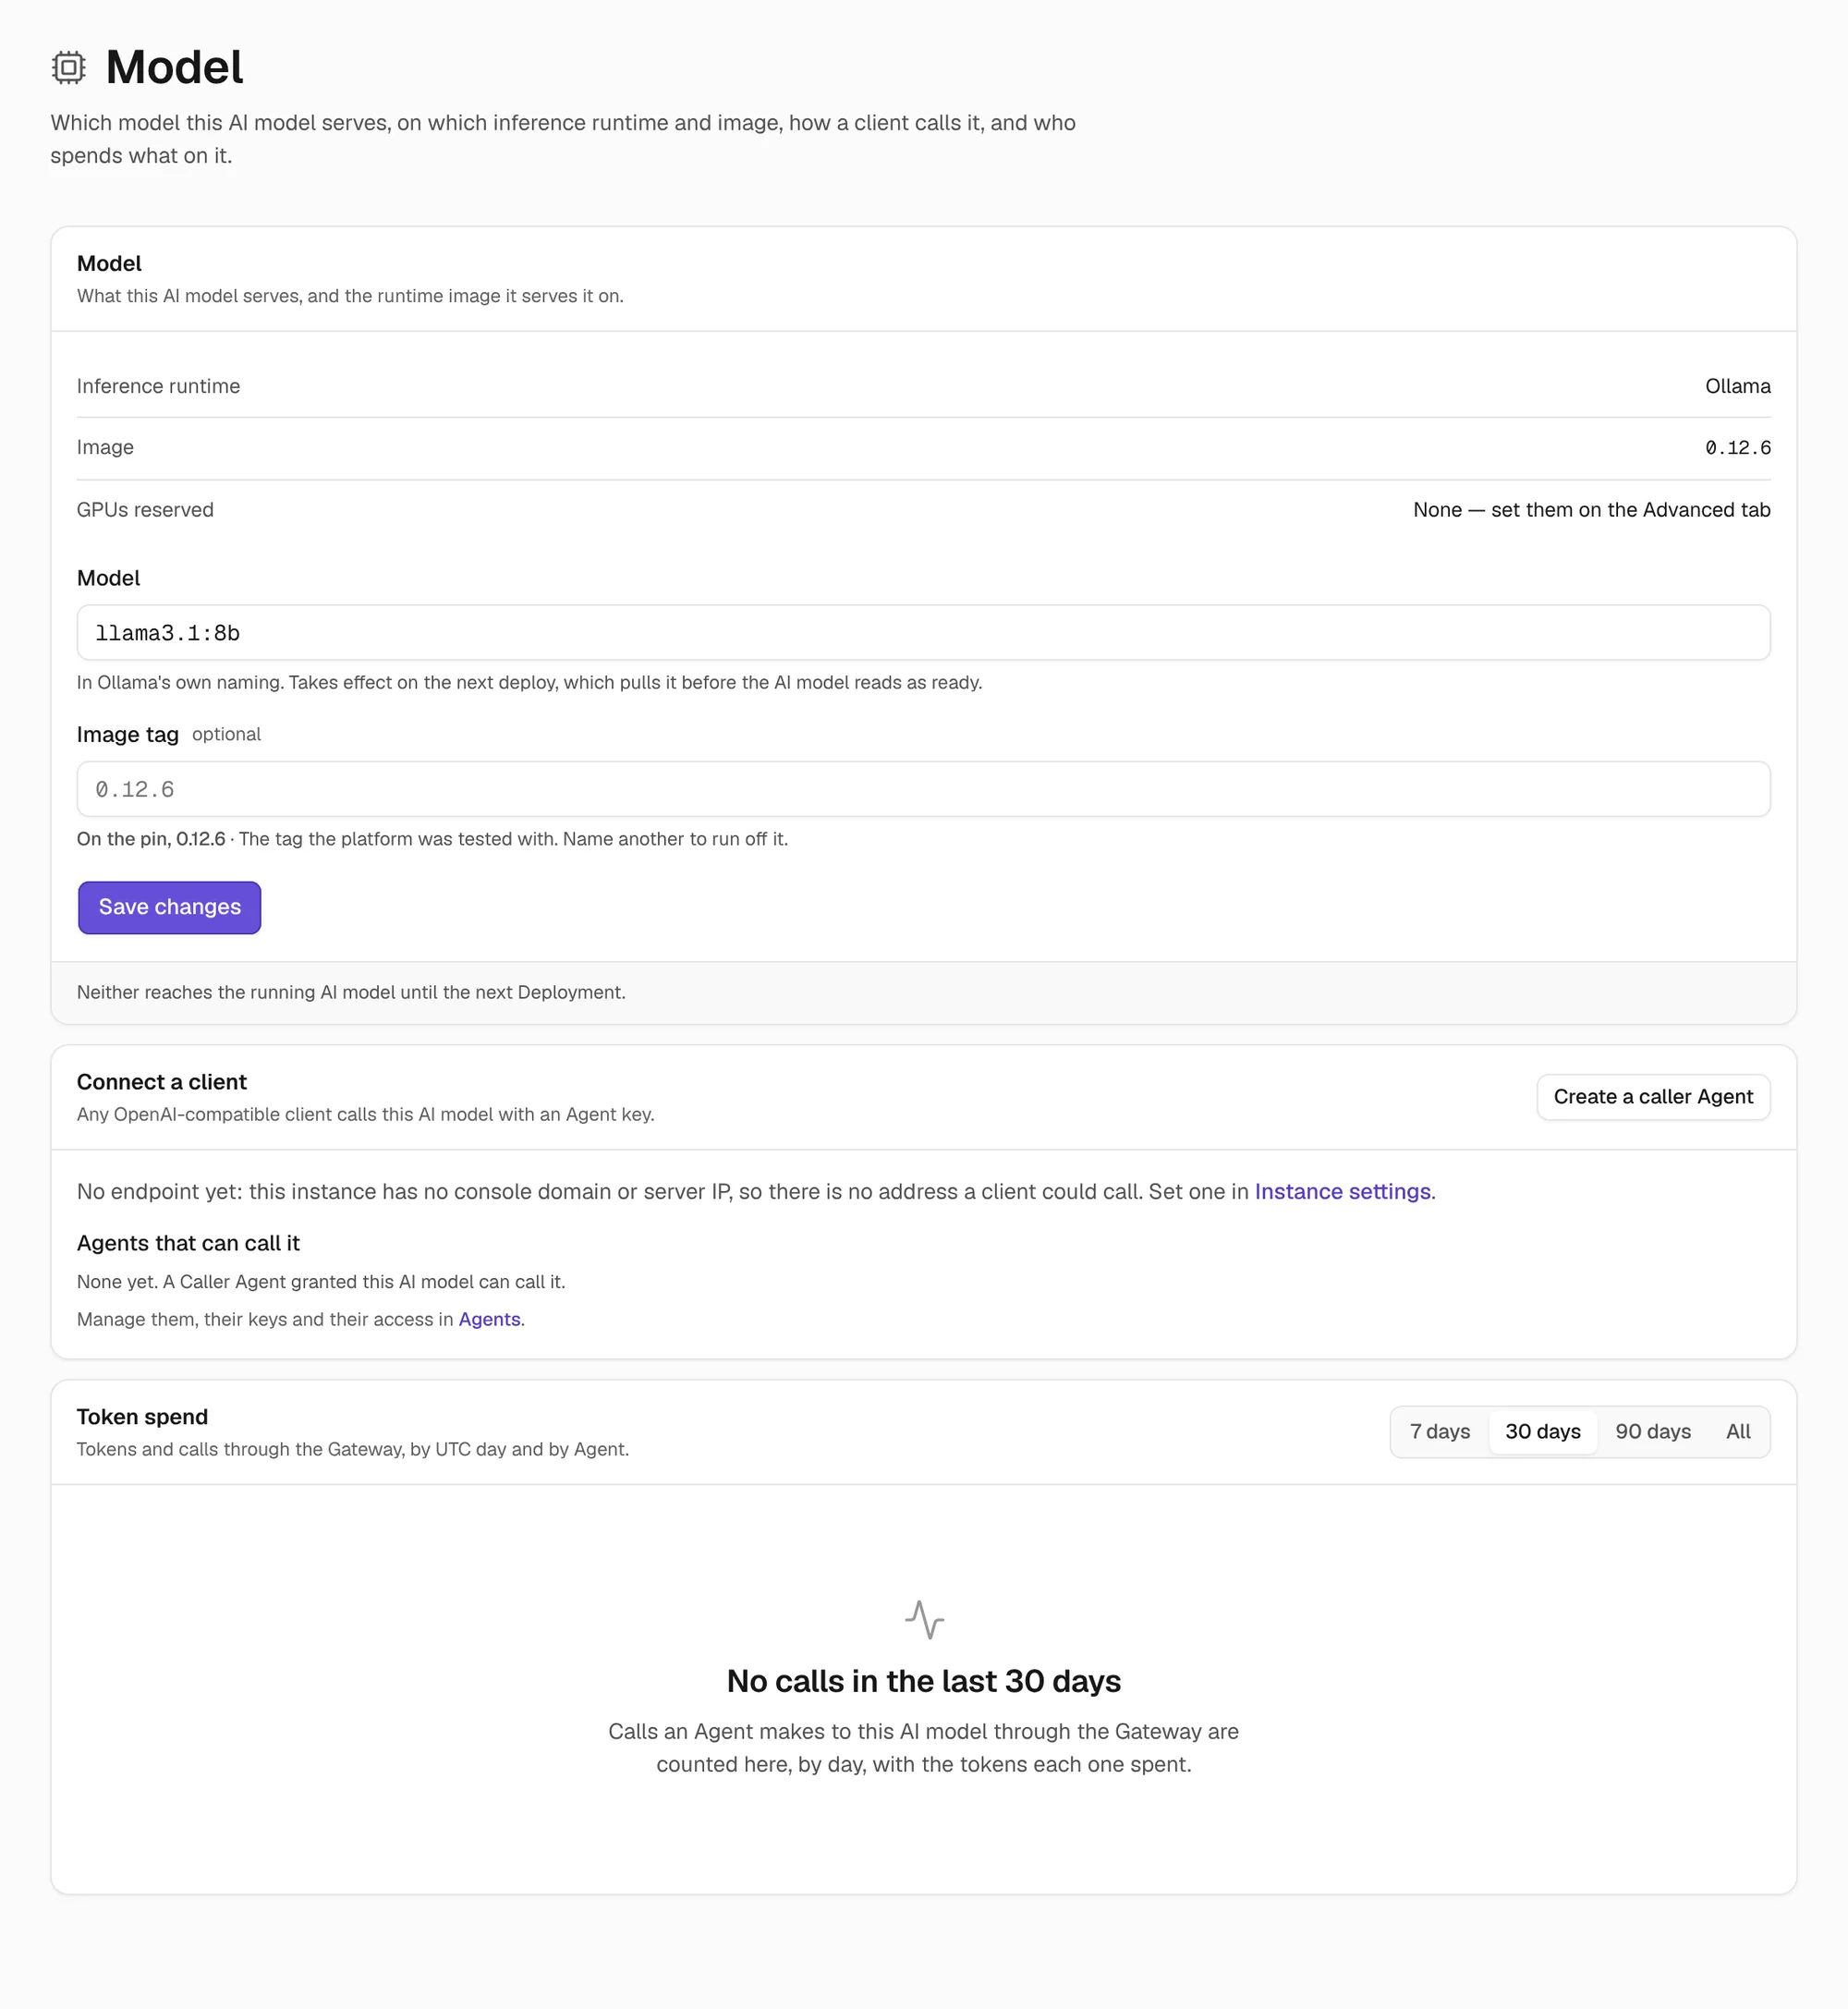 Model
Which model this AI model serves, on which inference runtime and image, how a client calls it, and who
spends what on it.
Model
What this AI model serves, and the runtime image it serves it on.
Inference runtime
Ollama
Image
0.12.6
GPUs reserved
None — set them on the Advanced tab
Model
llama3.1:8b
In Ollama's own naming. Takes effect on the next deploy, which pulls it before the AI model reads as ready.
Image tag optional
0.12.6
On the pin, 0.12.6 · The tag the platform was tested with. Name another to run off it.
Save changes
Neither reaches the running AI model until the next Deployment.
Connect a client
Any OpenAI-compatible client calls this AI model with an Agent key.
Create a caller Agent
No endpoint yet: this instance has no console domain or server IP, so there is no address a client could call. Set one in Instance settings.
Agents that can call it
None yet. A Caller Agent granted this AI model can call it.
Manage them, their keys and their access in Agents.
Token spend
Tokens and calls through the Gateway, by UTC day and by Agent.
7 days 30 days 90 days All
No calls in the last 30 days
Calls an Agent makes to this AI model through the Gateway are
counted here, by day, with the tokens each one spent.